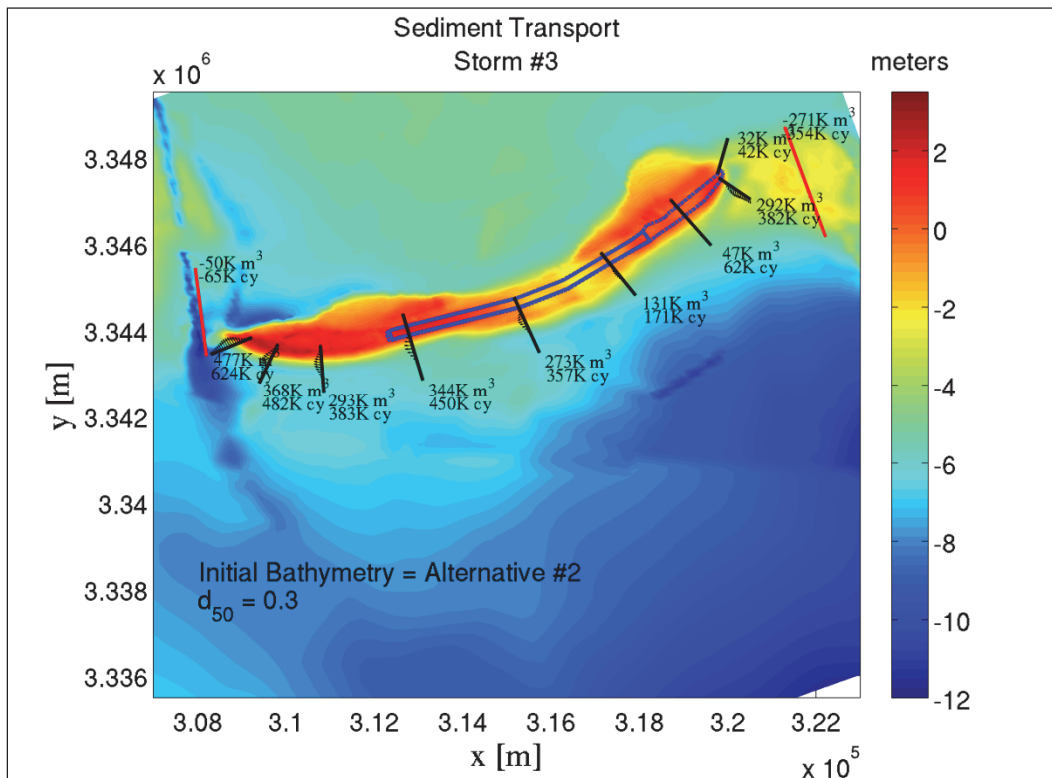 Sediment Transport
Storm #3
x 10^6
meters
3.348
3.346
3.344
3.342
3.34
3.338
3.336
y [m]
-271K m^3
-354K cy
32K m^3
42K cy
292K m^3
382K cy
47K m^3
62K cy
131K m^3
171K cy
273K m^3
357K cy
344K m^3
450K cy
293K m^3
383K cy
368K m^3
482K cy
477K m^3
624K cy
-50K m^3
-65K cy
Initial Bathymetry = Alternative #2
d_50 = 0.3
3.08
3.1
3.12
3.14
3.16
3.18
3.2
3.22
x [m]
x 10^5
2
0
-2
-4
-6
-8
-10
-12